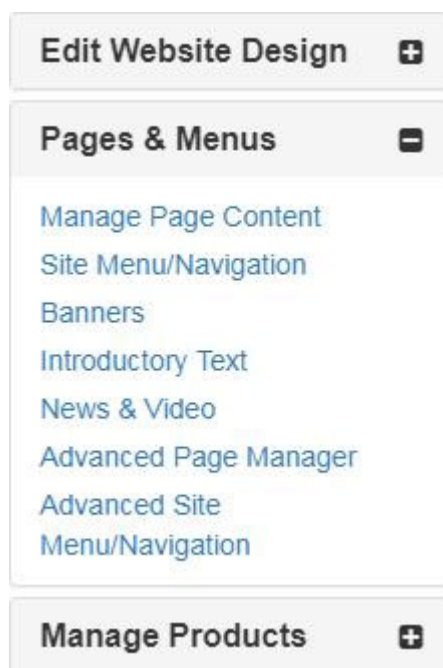 Edit Website Design
Pages & Menus
Manage Page Content
Site Menu/Navigation
Banners
Introductory Text
News & Video
Advanced Page Manager
Advanced Site
Menu/Navigation
Manage Products